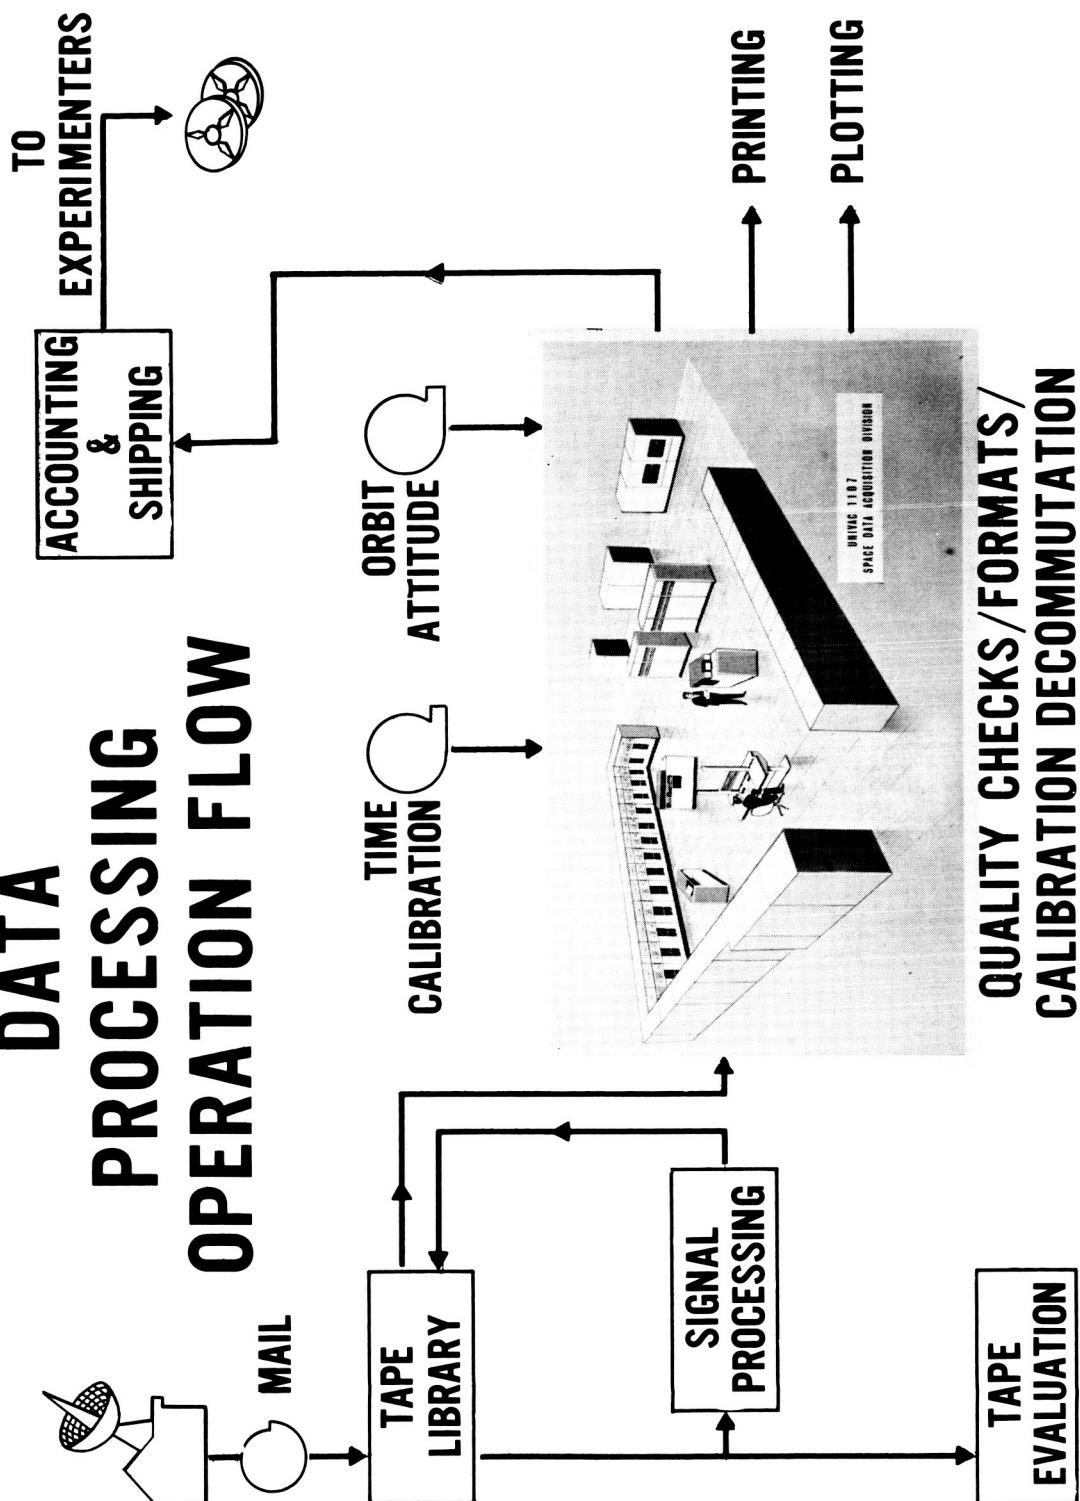 DATA
PROCESSING
OPERATION FLOW
MAIL
TAPE
LIBRARY
SIGNAL
PROCESSING
TAPE
EVALUATION
TIME
CALIBRATION
ORBIT
ATTITUDE
UNIVAC 1107
SPACE DATA ACQUISITION DIVISION
QUALITY CHECKS/FORMATS/
CALIBRATION DECOMMUTATION
ACCOUNTING
&
SHIPPING
TO
EXPERIMENTERS
PRINTING
PLOTTING